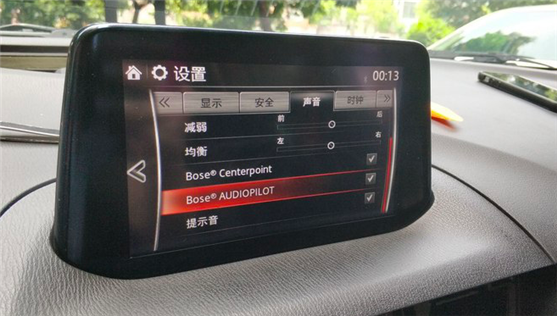 设置 00:13
显示 安全 声音 时钟
减弱 前 后
均衡 左 右
Bose® Centerpoint
Bose® AUDIOPILOT
提示音